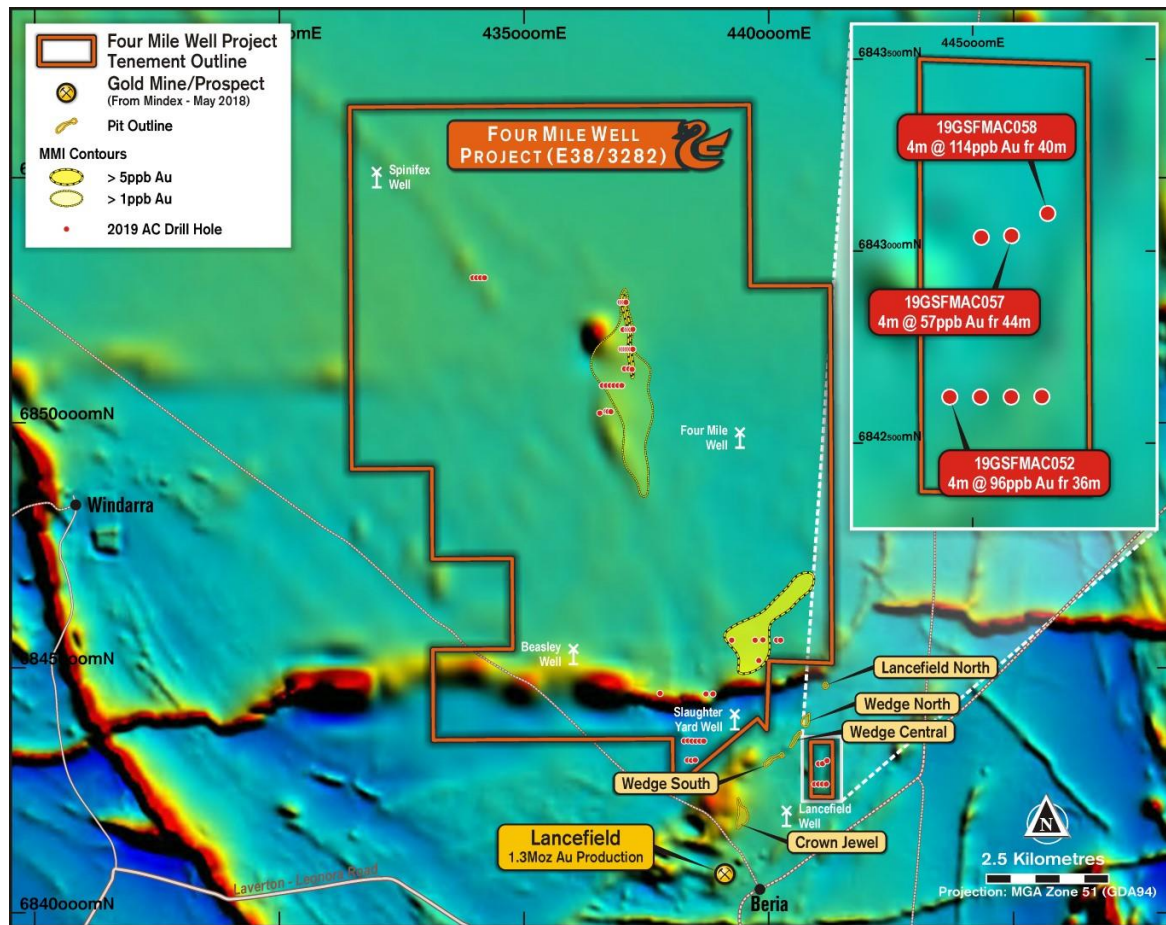 Four Mile Well Project
Tenement Outline
Gold Mine/Prospect
(From Mindex - May 2018)
Pit Outline
MMI Contours
> 5ppb Au
> 1ppb Au
2019 AC Drill Hole
435000mE
440000mE
445000mE
6843500mN
6843000mN
6842500mN
FOUR MILE WELL
PROJECT (E38/3282)
19GSFMAC058
4m @ 114ppb Au fr 40m
19GSFMAC057
4m @ 57ppb Au fr 44m
19GSFMAC052
4m @ 96ppb Au fr 36m
Spinifex
Well
6850000mN
Four Mile
Well
Windarra
Beasley
Well
6845000mN
Lancefield North
Wedge North
Slaughter
Yard Well
Wedge Central
Wedge South
Lancefield
Well
Crown Jewel
Lancefield
1.3Moz Au Production
Laverton - Leonora Road
Beria
6840000mN
N
2.5 Kilometres
Projection: MGA Zone 51 (GDA94)